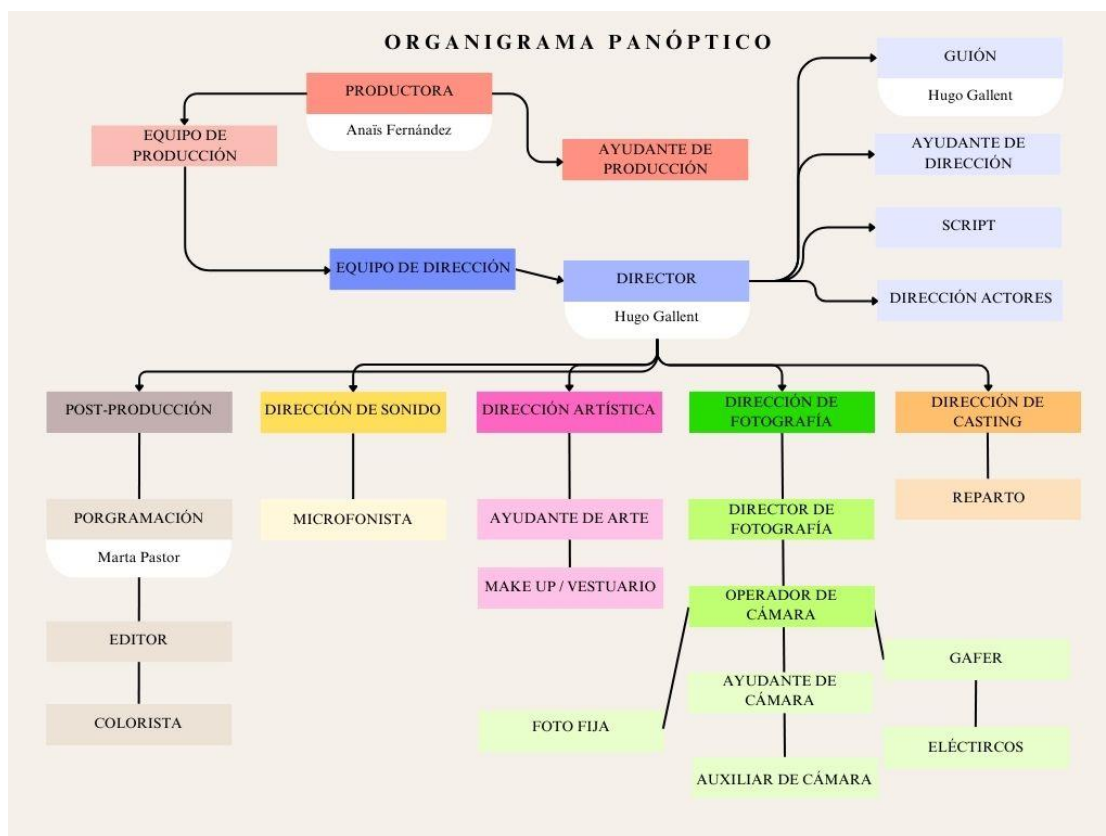 ORGANIGRAMA PANÓPTICO
PRODUCTORA
Anaïs Fernández
EQUIPO DE
PRODUCCIÓN
AYUDANTE DE
PRODUCCIÓN
GUIÓN
Hugo Gallent
AYUDANTE DE
DIRECCIÓN
SCRIPT
DIRECCIÓN ACTORES
EQUIPO DE DIRECCIÓN
DIRECTOR
Hugo Gallent
POST-PRODUCCIÓN
DIRECCIÓN DE SONIDO
DIRECCIÓN ARTÍSTICA
DIRECCIÓN DE
FOTOGRAFÍA
DIRECCIÓN DE
CASTING
PORGRAMACIÓN
Marta Pastor
EDITOR
COLORISTA
MICROFONISTA
AYUDANTE DE ARTE
MAKE UP / VESTUARIO
DIRECTOR DE
FOTOGRAFÍA
OPERADOR DE
CÁMARA
AYUDANTE DE
CÁMARA
AUXILIAR DE CÁMARA
FOTO FIJA
GAFER
ELÉCTIRCOS
REPARTO